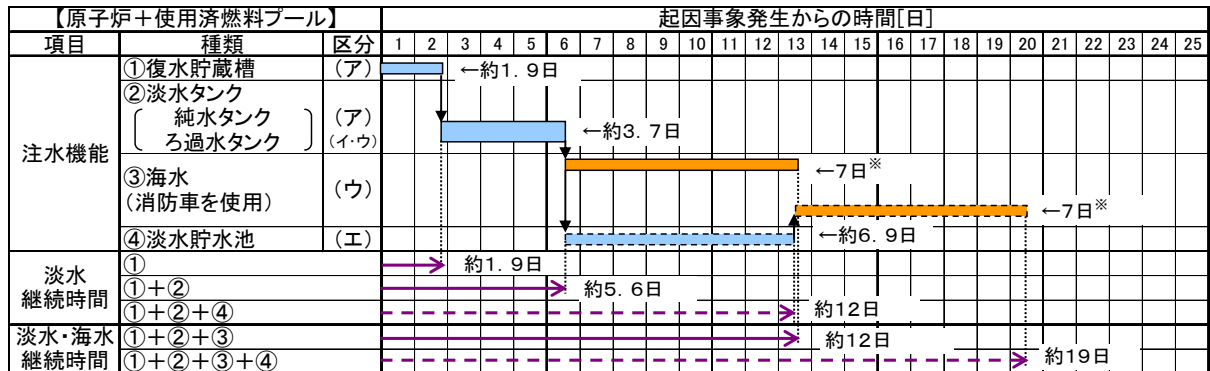 【原子炉＋使用済燃料プール】 起因事象発生からの時間[日]
項目 種類 区分 1 2 3 4 5 6 7 8 9 10 11 12 13 14 15 16 17 18 19 20 21 22 23 24 25
注水機能
①復水貯蔵槽 （ア） ←約1．9日
②淡水タンク
純水タンク （ア）
ろ過水タンク （イ・ウ）
←約3．7日
③海水
（消防車を使用） （ウ）
←7日※
←7日※
④淡水貯水池 （エ） ←約6．9日
淡水
継続時間
① 約1．9日
①＋② 約5．6日
①＋②＋④ 約12日
淡水・海水
継続時間
①＋②＋③ 約12日
①＋②＋③＋④ 約19日